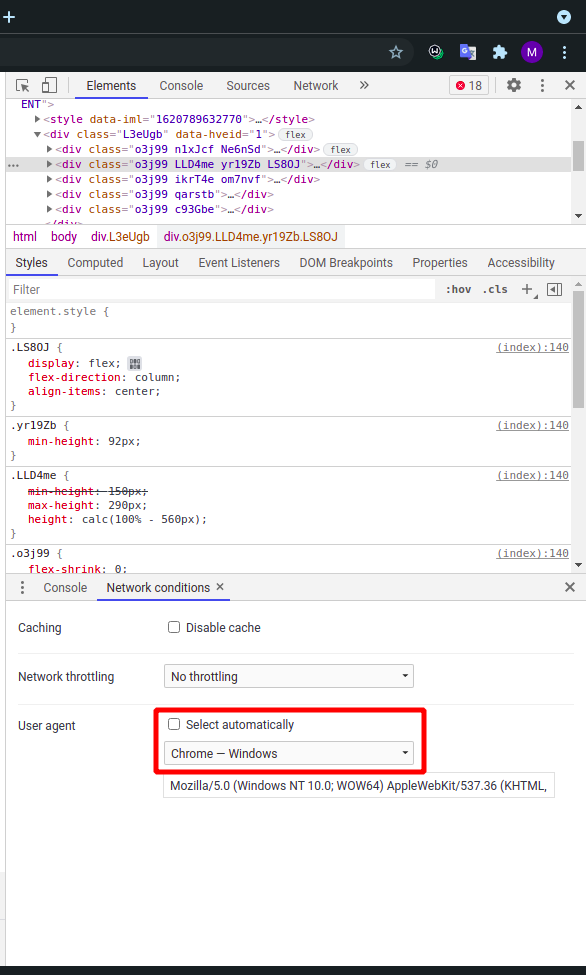 M
Elements Console Sources Network 18
ENT">
<style data-iml="1620789632770">…</style>
<div class="L3eUgb" data-hveid="1"> flex
<div class="o3j99 n1xJcf Ne6nSd">…</div> flex
… <div class="o3j99 LLD4me yr19Zb LS8OJ">…</div> flex == $0
<div class="o3j99 ikrT4e om7nvf">…</div>
<div class="o3j99 qarstb">…</div>
<div class="o3j99 c93Gbe">…</div>
</div>
html body div.L3eUgb div.o3j99.LLD4me.yr19Zb.LS8OJ
Styles Computed Layout Event Listeners DOM Breakpoints Properties Accessibility
Filter :hov .cls +
element.style {
}
.LS8OJ { (index):140
display: flex;
flex-direction: column;
align-items: center;
}
.yr19Zb { (index):140
min-height: 92px;
}
.LLD4me { (index):140
min-height: 150px;
max-height: 290px;
height: calc(100% - 560px);
}
.o3j99 { (index):140
flex-shrink: 0;
Console Network conditions
Caching Disable cache
Network throttling No throttling
User agent Select automatically
Chrome — Windows
Mozilla/5.0 (Windows NT 10.0; WOW64) AppleWebKit/537.36 (KHTML,